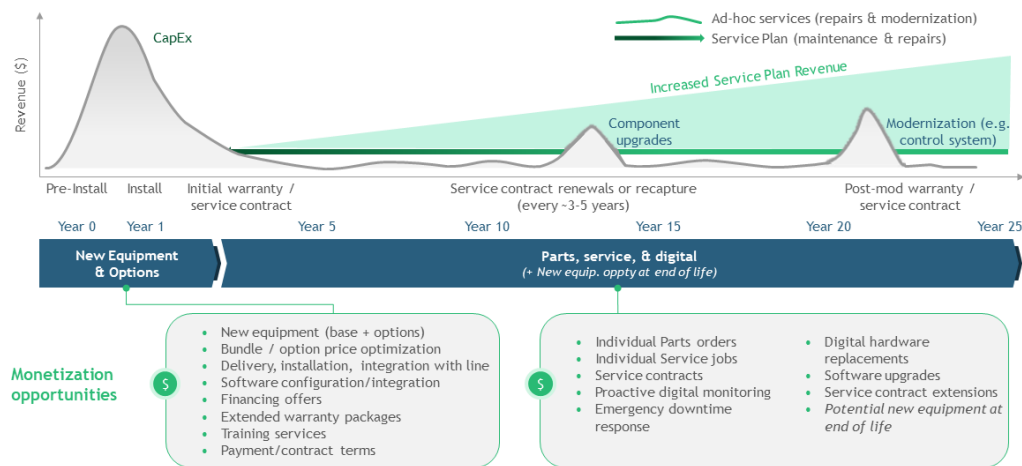 Ad-hoc services (repairs & modernization)
Service Plan (maintenance & repairs)
CapEx
Increased Service Plan Revenue
Revenue ($)
Component
upgrades
Modernization (e.g.
control system)
Pre-Install
Install
Initial warranty /
service contract
Service contract renewals or recapture
(every ~3-5 years)
Post-mod warranty /
service contract
Year 0
Year 1
Year 5
Year 10
Year 15
Year 20
Year 25
New Equipment
& Options
Parts, service, & digital
(+ New equip. oppty at end of life)
Monetization
opportunities
$
• New equipment (base + options)
• Bundle / option price optimization
• Delivery, installation, integration with line
• Software configuration/integration
• Financing offers
• Extended warranty packages
• Training services
• Payment/contract terms
$
• Individual Parts orders
• Individual Service jobs
• Service contracts
• Proactive digital monitoring
• Emergency downtime
response
• Digital hardware
replacements
• Software upgrades
• Service contract extensions
• Potential new equipment at
end of life